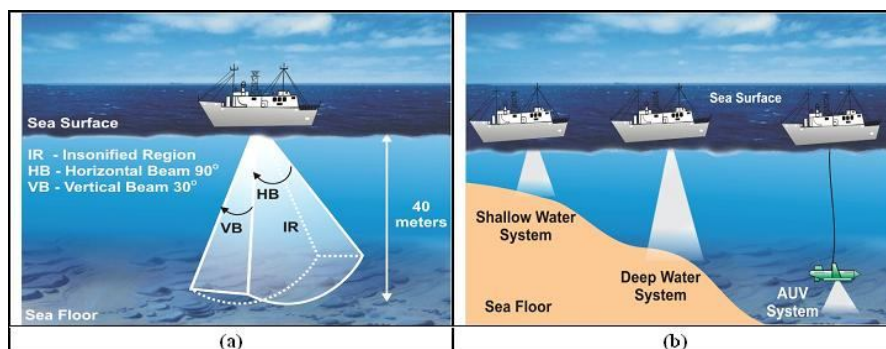 Sea Surface
IR - Insonified Region
HB - Horizontal Beam 90°
VB - Vertical Beam 30°
HB
VB
IR
40
meters
Sea Floor
(a)
Sea Surface
Shallow Water
System
Deep Water
System
AUV
System
Sea Floor
(b)